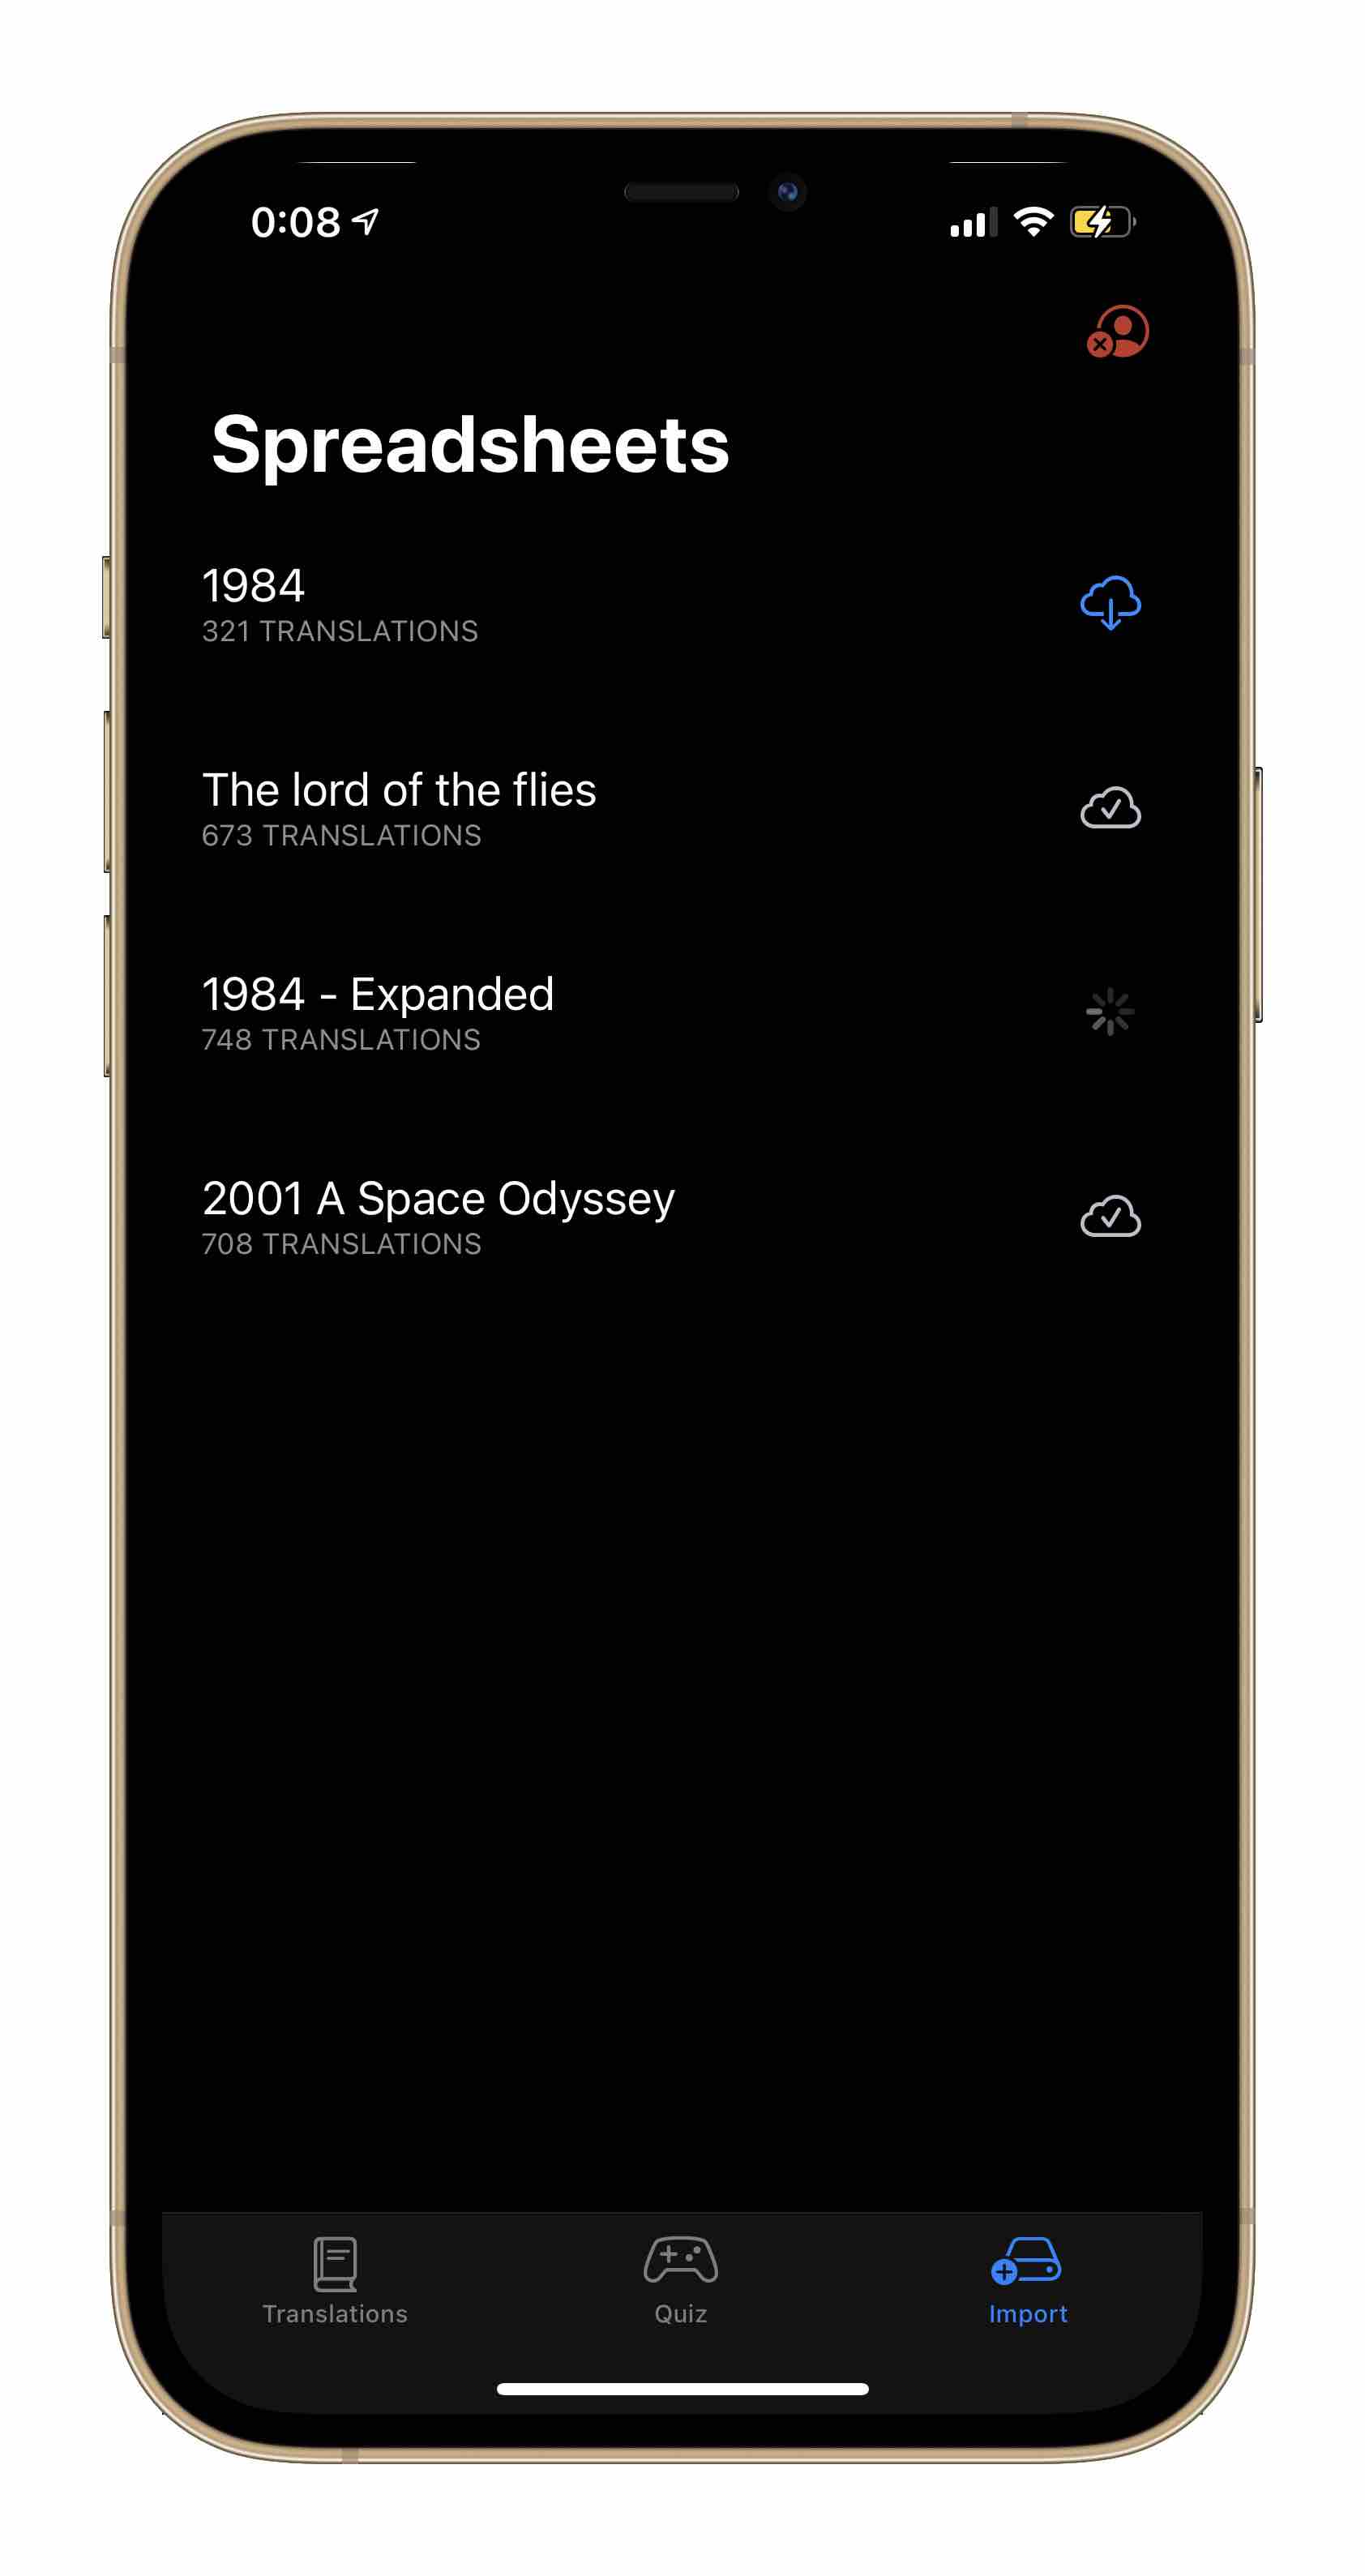 0:08
Spreadsheets
1984
321 TRANSLATIONS
The lord of the flies
673 TRANSLATIONS
1984 - Expanded
748 TRANSLATIONS
2001 A Space Odyssey
708 TRANSLATIONS
Translations
Quiz
Import